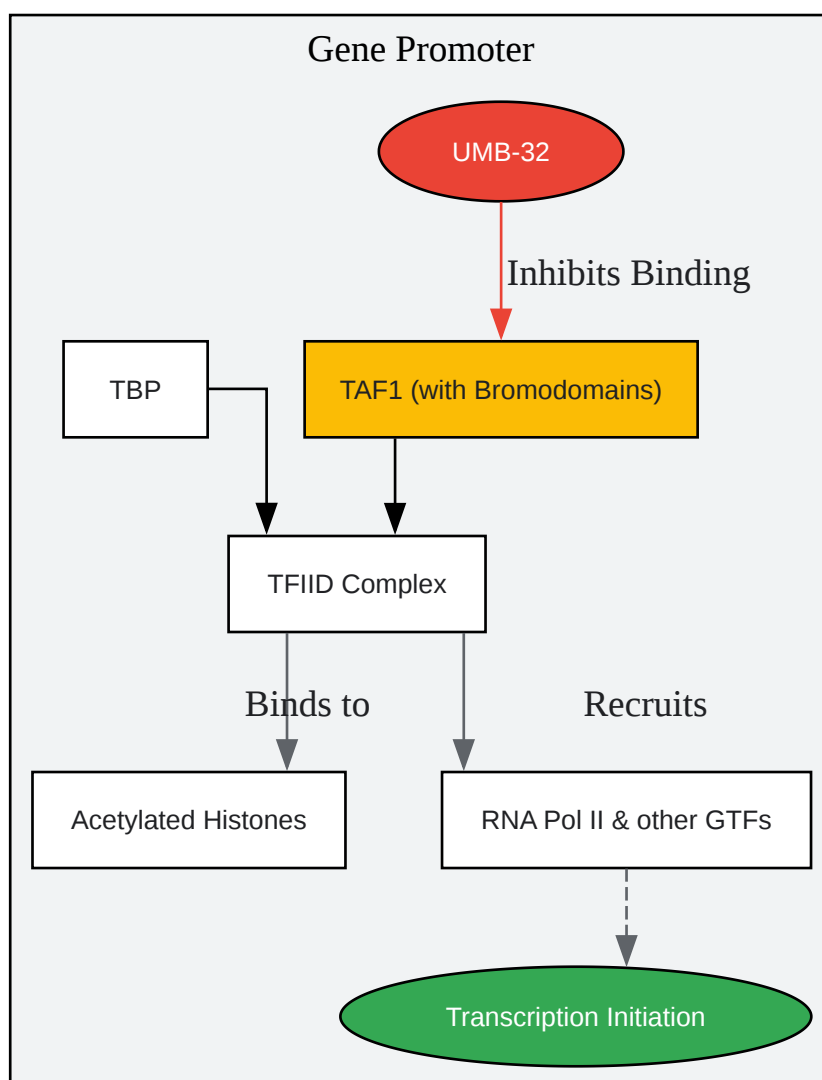 Gene Promoter
UMB-32
Inhibits Binding
TBP
TAF1 (with Bromodomains)
TFIID Complex
Binds to
Recruits
Acetylated Histones
RNA Pol II & other GTFs
Transcription Initiation